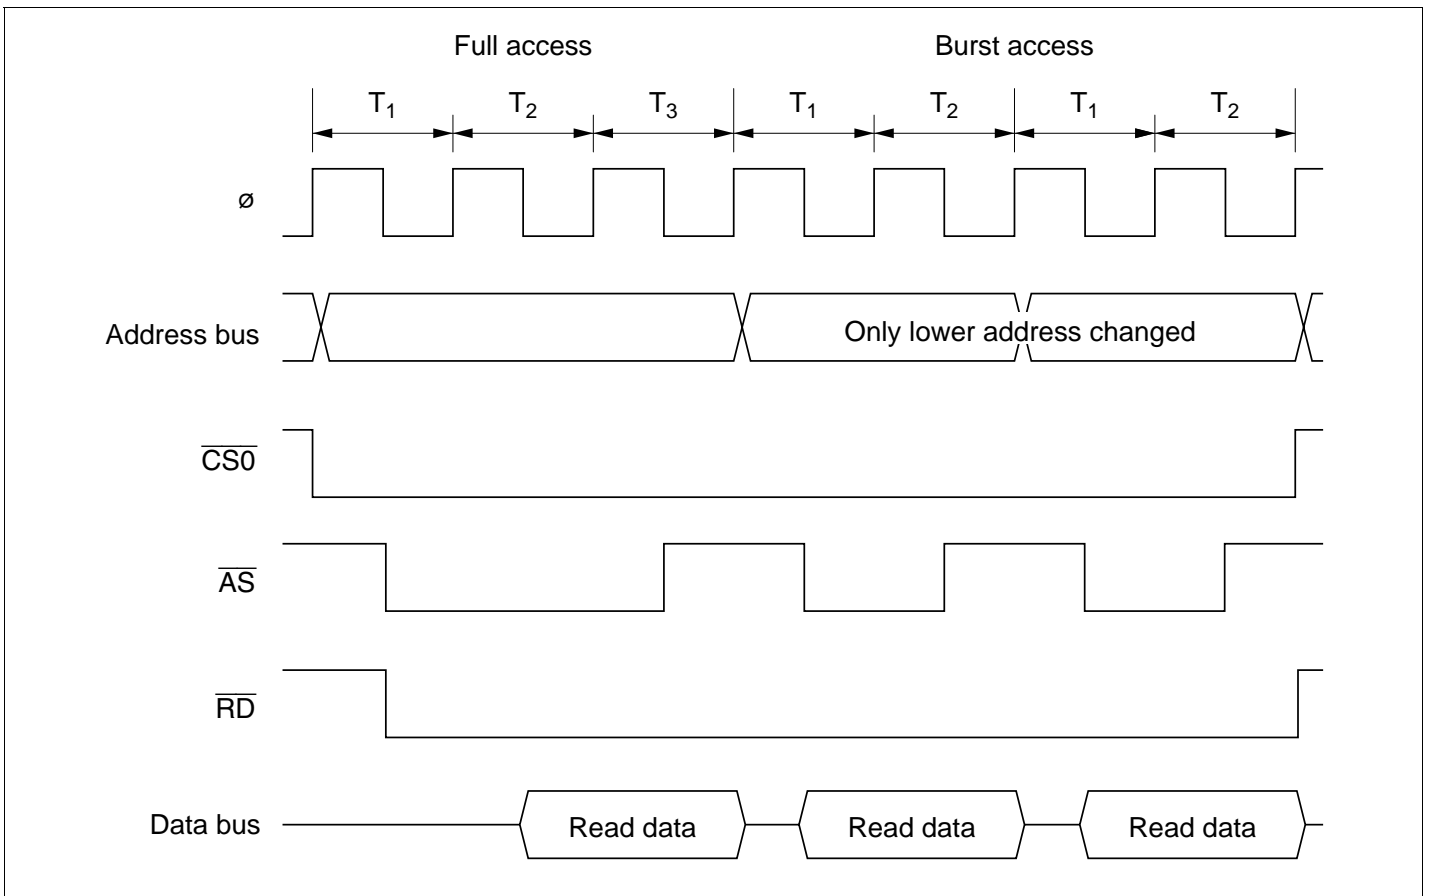 Full access Burst access
T1 T2 T3 T1 T2 T1 T2
ø
Address bus Only lower address changed
CS0
AS
RD
Data bus Read data Read data Read data